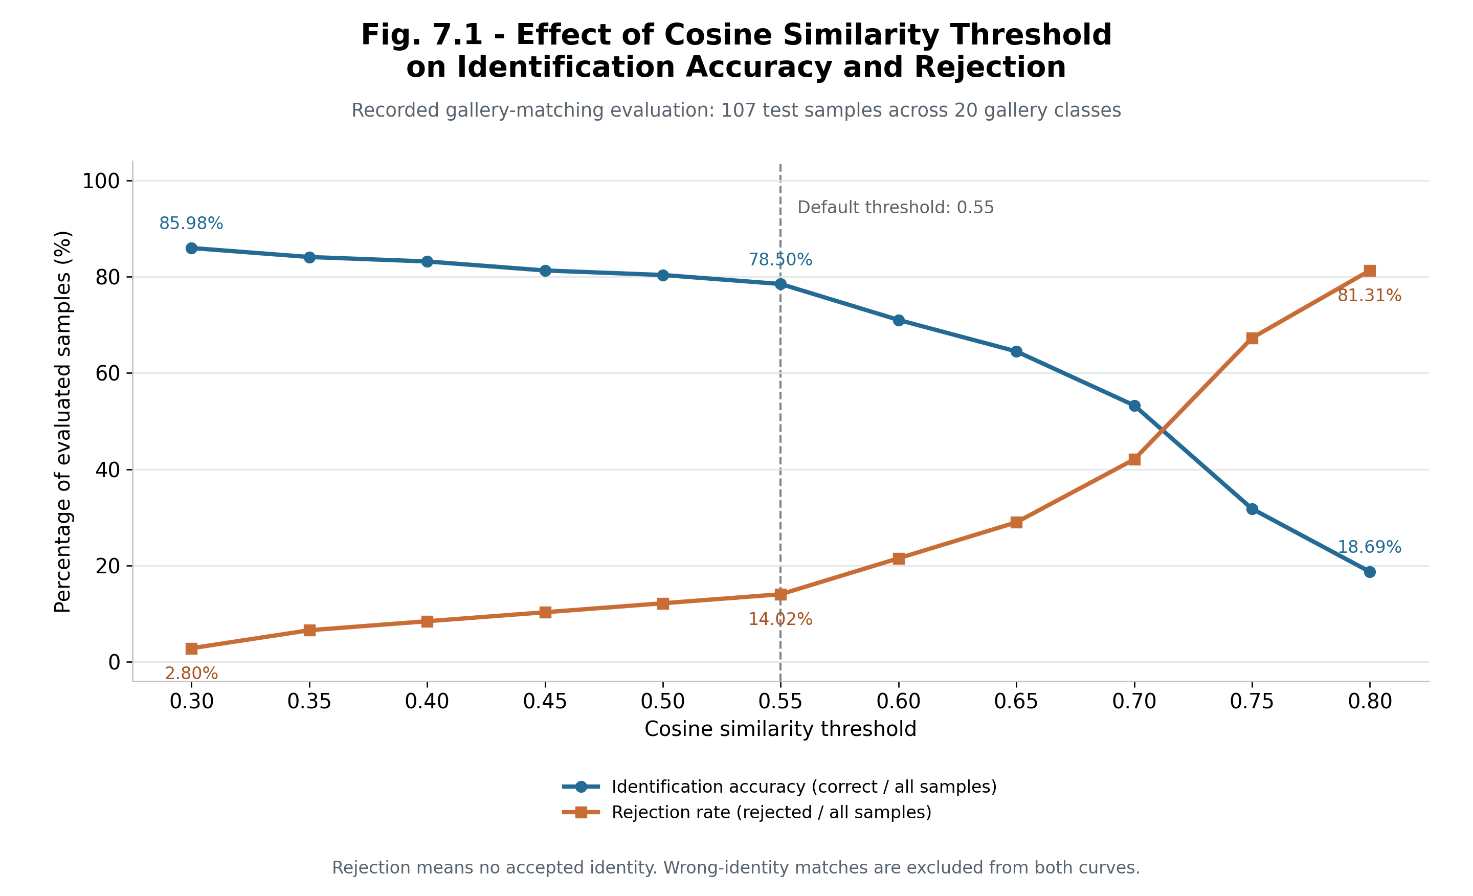 Fig. 7.1 - Effect of Cosine Similarity Threshold
on Identification Accuracy and Rejection
Recorded gallery-matching evaluation: 107 test samples across 20 gallery classes
Percentage of evaluated samples (%)
100
80
60
40
20
0
Default threshold: 0.55
85.98%
78.50%
81.31%
18.69%
14.02%
2.80%
0.30 0.35 0.40 0.45 0.50 0.55 0.60 0.65 0.70 0.75 0.80
Cosine similarity threshold
Identification accuracy (correct / all samples)
Rejection rate (rejected / all samples)
Rejection means no accepted identity. Wrong-identity matches are excluded from both curves.